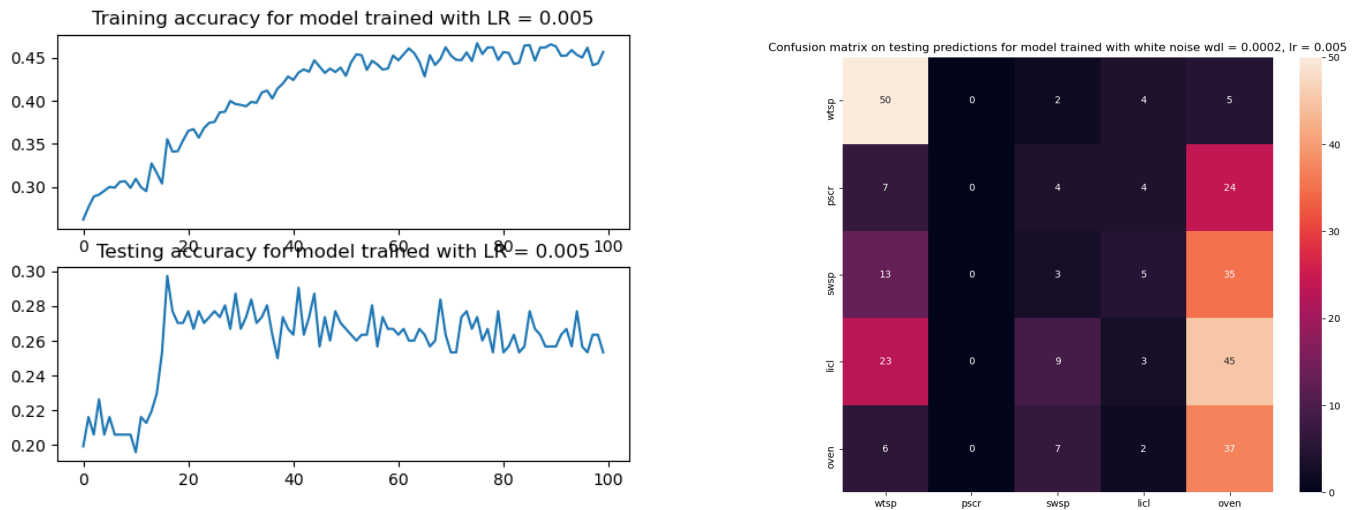 Training accuracy for model trained with LR = 0.005
0.45
0.40
0.35
0.30
0 20 40 60 80 100
Testing accuracy for model trained with LR = 0.005
0.30
0.28
0.26
0.24
0.22
0.20
0 20 40 60 80 100
Confusion matrix on testing predictions for model trained with white noise wdl = 0.0002, lr = 0.005
wtsp 50 0 2 4 5
pscr 7 0 4 4 24
swsp 13 0 3 5 35
licl 23 0 9 3 45
oven 6 0 7 2 37
wtsp pscr swsp licl oven
50
40
30
20
10
0